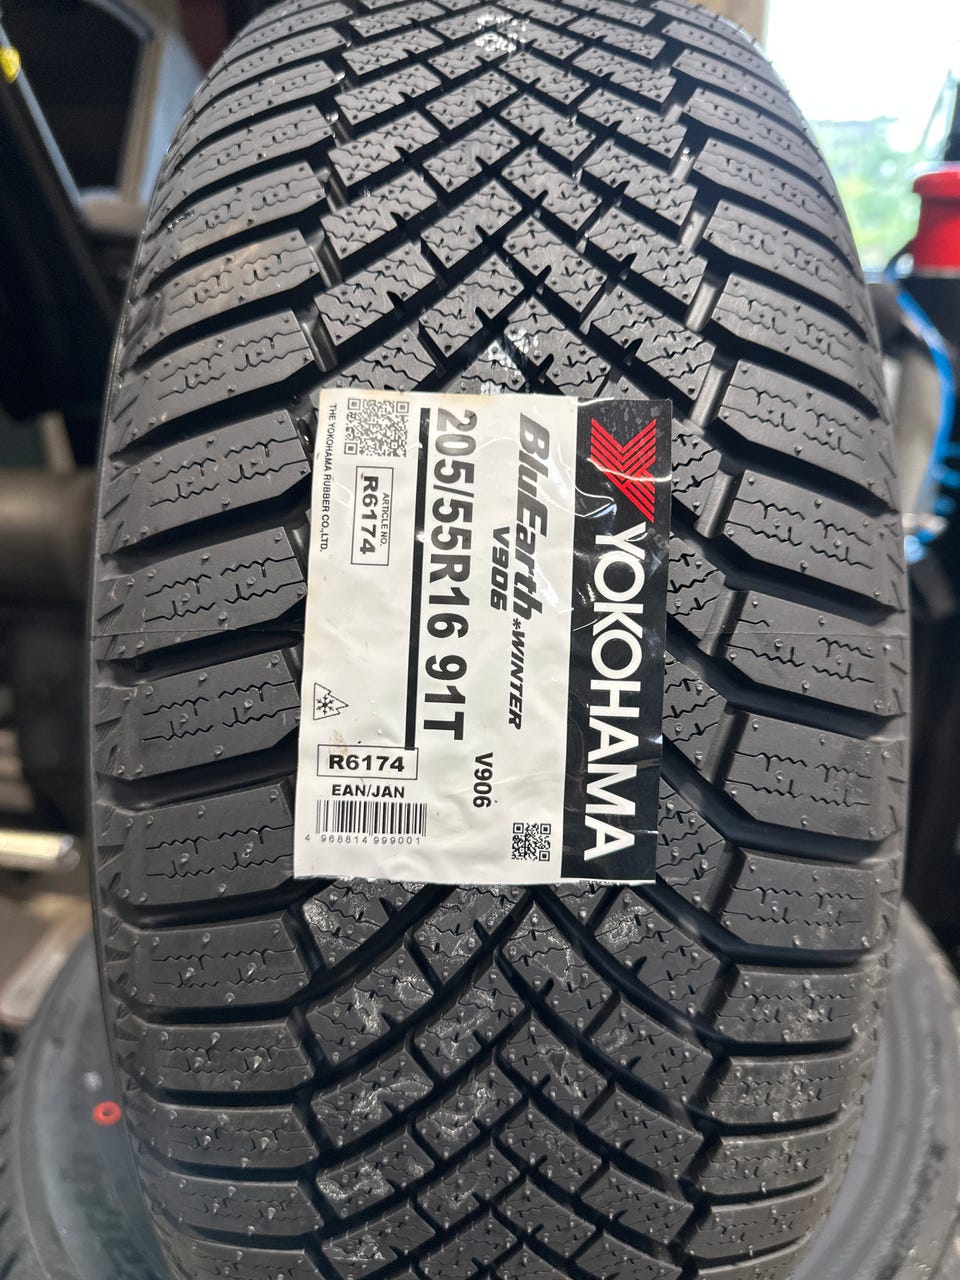 YOKOHAMA
BluEarth*WINTER
V906
V906
205/55R16 91T
ARTICLE NO.
R6174
THE YOKOHAMA RUBBER CO.,LTD.
R6174
EAN/JAN
4 968814 999001